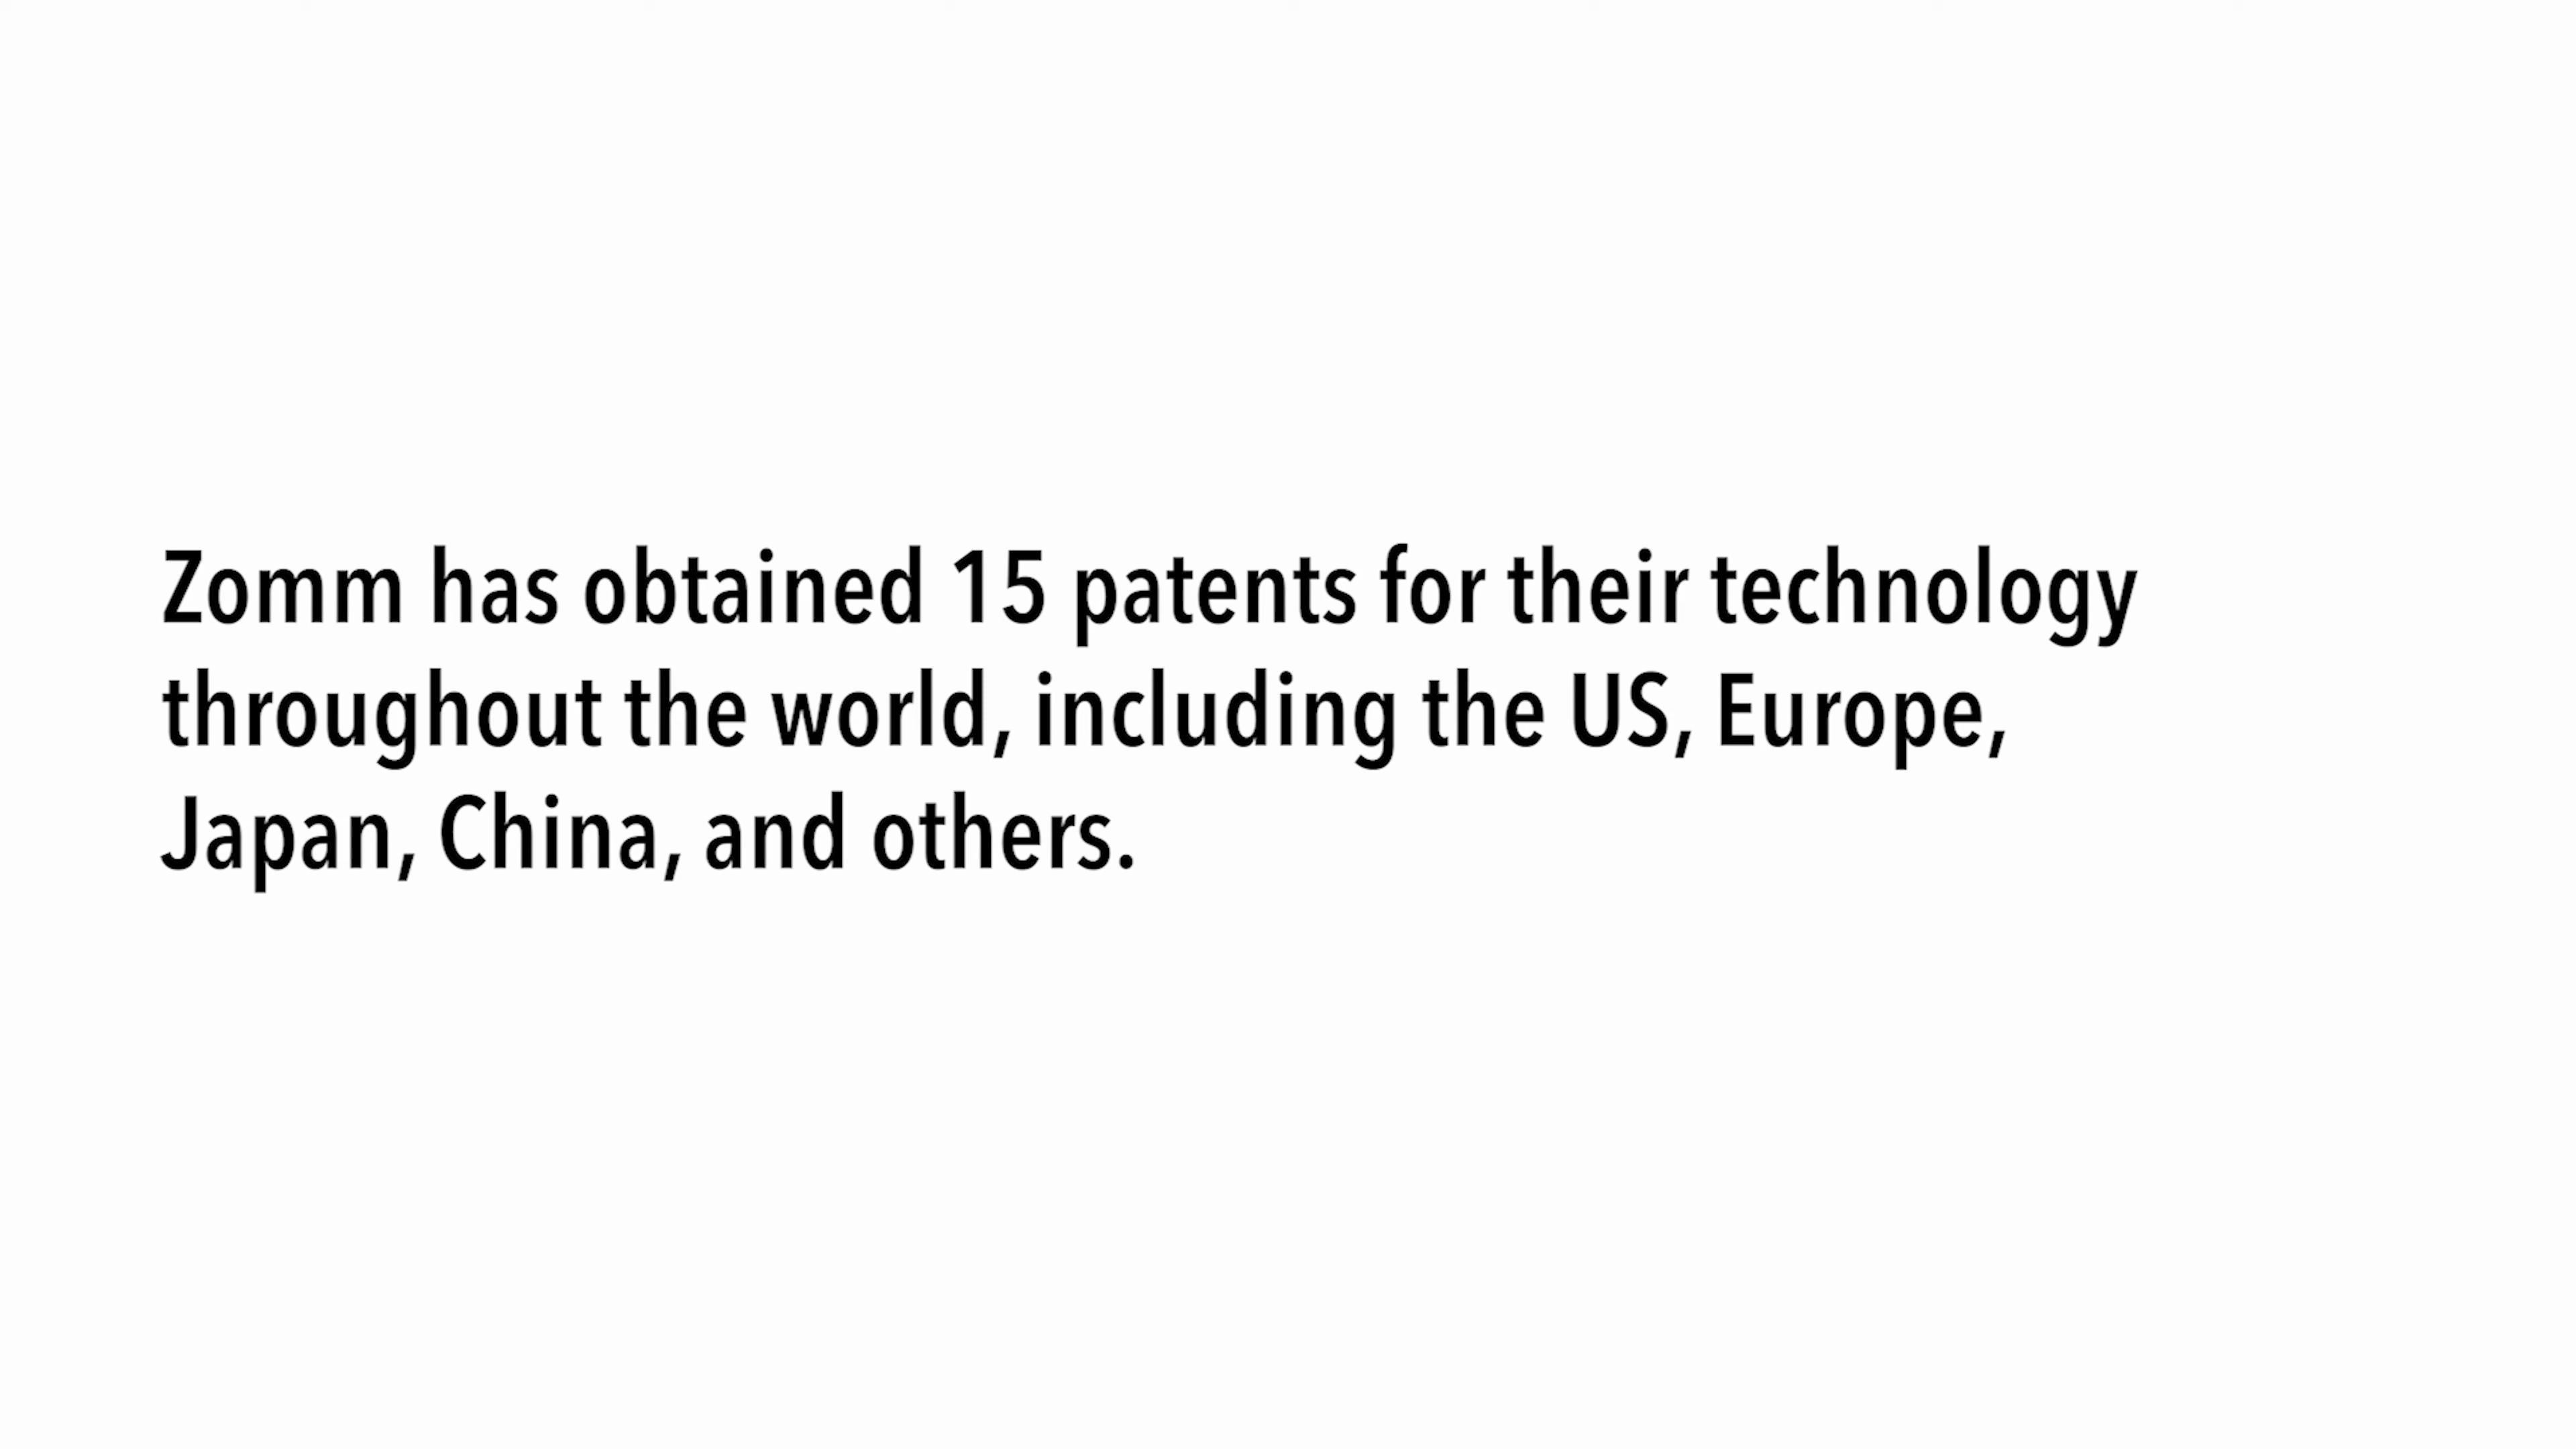 Zomm has obtained 15 patents for their technology
throughout the world, including the US, Europe,
Japan, China, and others.